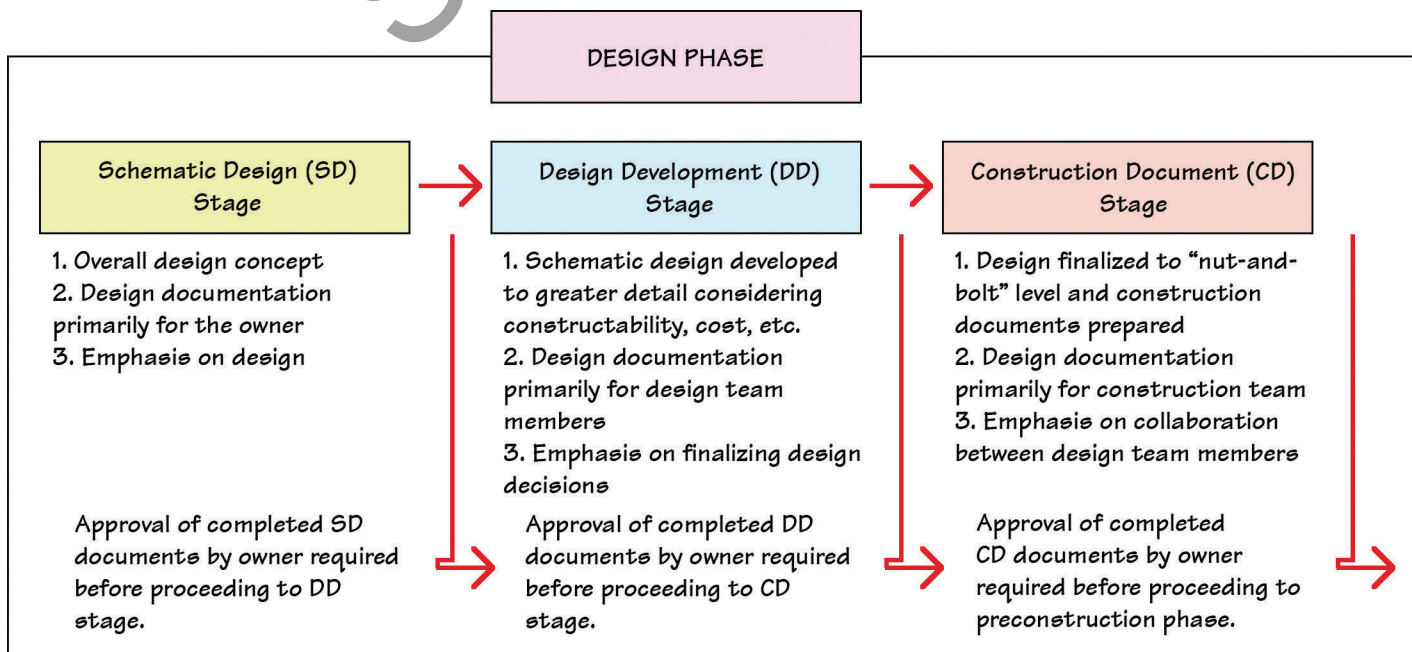 DESIGN PHASE
Schematic Design (SD)
Stage
1. Overall design concept
2. Design documentation
primarily for the owner
3. Emphasis on design
Approval of completed SD
documents by owner required
before proceeding to DD
stage.
Design Development (DD)
Stage
1. Schematic design developed
to greater detail considering
constructability, cost, etc.
2. Design documentation
primarily for design team
members
3. Emphasis on finalizing design
decisions
Approval of completed DD
documents by owner required
before proceeding to CD
stage.
Construction Document (CD)
Stage
1. Design finalized to “nut-and-
bolt” level and construction
documents prepared
2. Design documentation
primarily for construction team
3. Emphasis on collaboration
between design team members
Approval of completed
CD documents by owner
required before proceeding to
preconstruction phase.